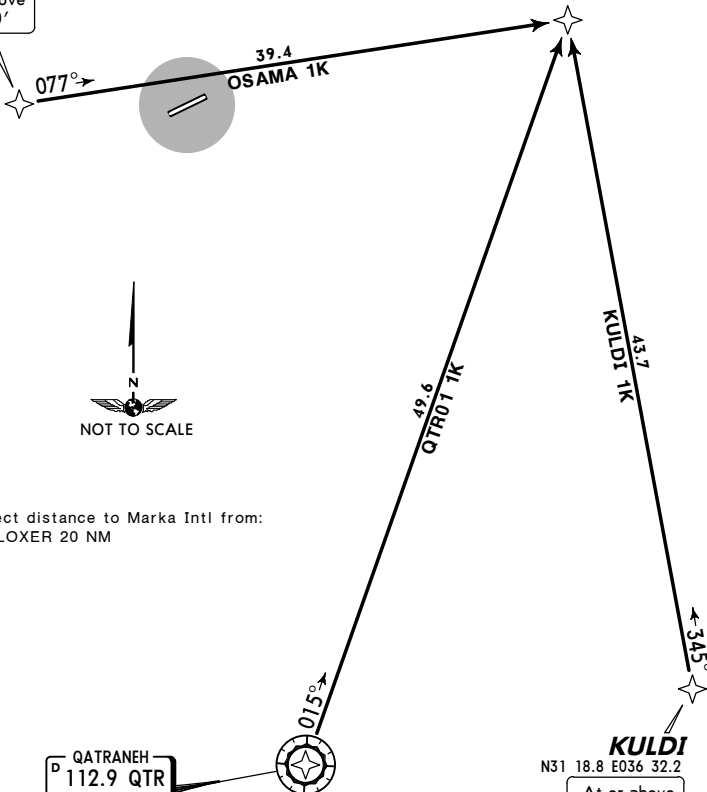 077°
39.4
OSAMA 1K
N
NOT TO SCALE
49.6
QTR01 1K
43.7
KULDI 1K
distance to Marka Intl from:
LOXER 20 NM
015°
345°
QATRANEH
D 112.9 QTR
KULDI
N31 18.8 E036 32.2
At or above